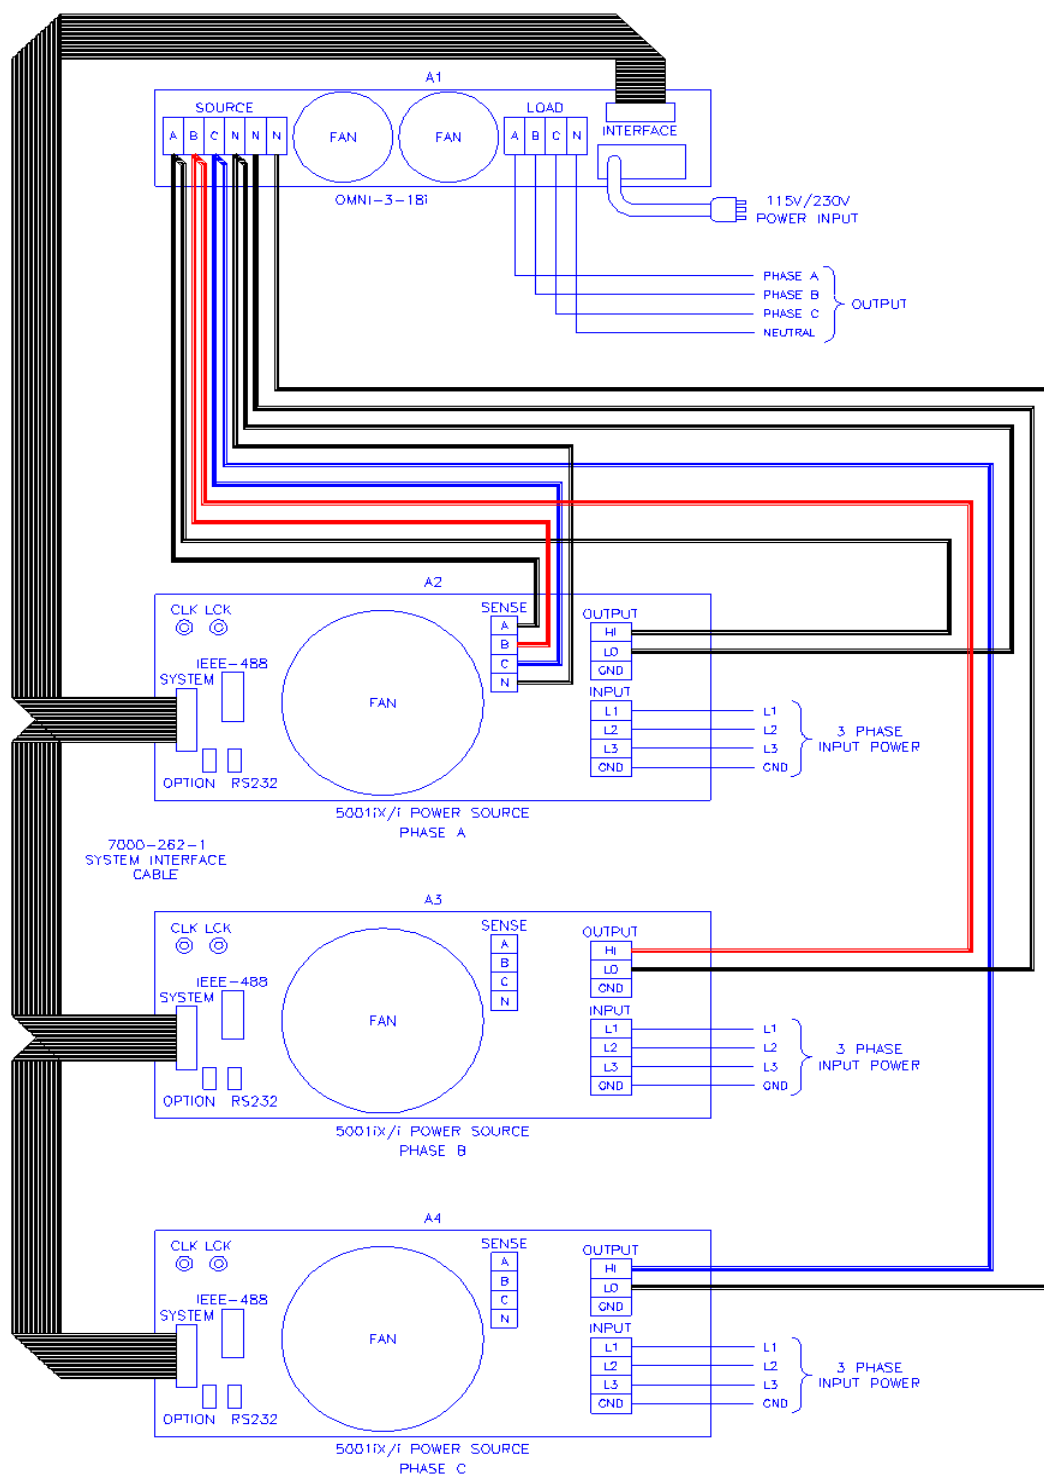 A1
SOURCE
LOAD
A B C N N N
FAN
FAN
A B C N
INTERFACE
OMNI-3-18i
115V/230V
POWER INPUT
PHASE A
PHASE B
PHASE C
NEUTRAL
OUTPUT
A2
CLK LCK
SENSE
A
B
C
N
OUTPUT
HI
LO
GND
IEEE-488
SYSTEM
FAN
INPUT
L1
L2
L3
GND
L1
L2
L3
GND
3 PHASE
INPUT POWER
OPTION RS232
5001iX/i POWER SOURCE
PHASE A
7000-262-1
SYSTEM INTERFACE
CABLE
A3
CLK LCK
SENSE
A
B
C
N
OUTPUT
HI
LO
GND
IEEE-488
SYSTEM
FAN
INPUT
L1
L2
L3
GND
L1
L2
L3
GND
3 PHASE
INPUT POWER
OPTION RS232
5001iX/i POWER SOURCE
PHASE B
A4
CLK LCK
SENSE
A
B
C
N
OUTPUT
HI
LO
GND
IEEE-488
SYSTEM
FAN
INPUT
L1
L2
L3
GND
L1
L2
L3
GND
3 PHASE
INPUT POWER
OPTION RS232
5001iX/i POWER SOURCE
PHASE C